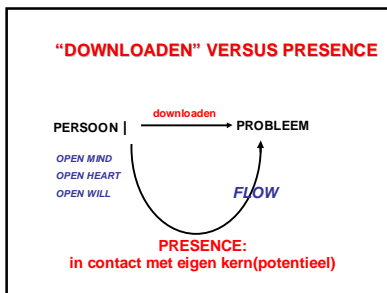 “DOWNLOADEN” VERSUS PRESENCE
downloaden
PERSOON | PROBLEEM
OPEN MIND
OPEN HEART
OPEN WILL FLOW
PRESENCE:
in contact met eigen kern(potentieel)